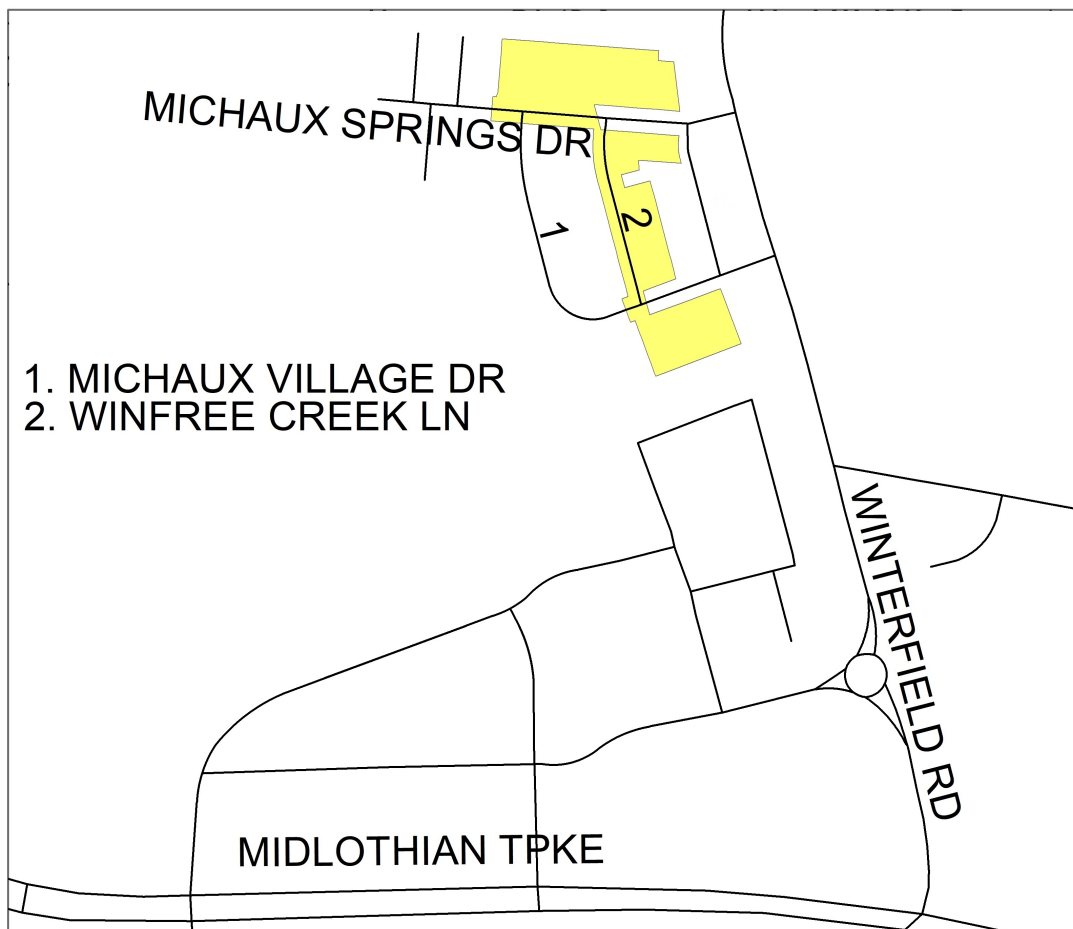 MICHAUX SPRINGS DR
1
2
1. MICHAUX VILLAGE DR
2. WINFREE CREEK LN
WINTERFIELD RD
MIDLOTHIAN TPKE